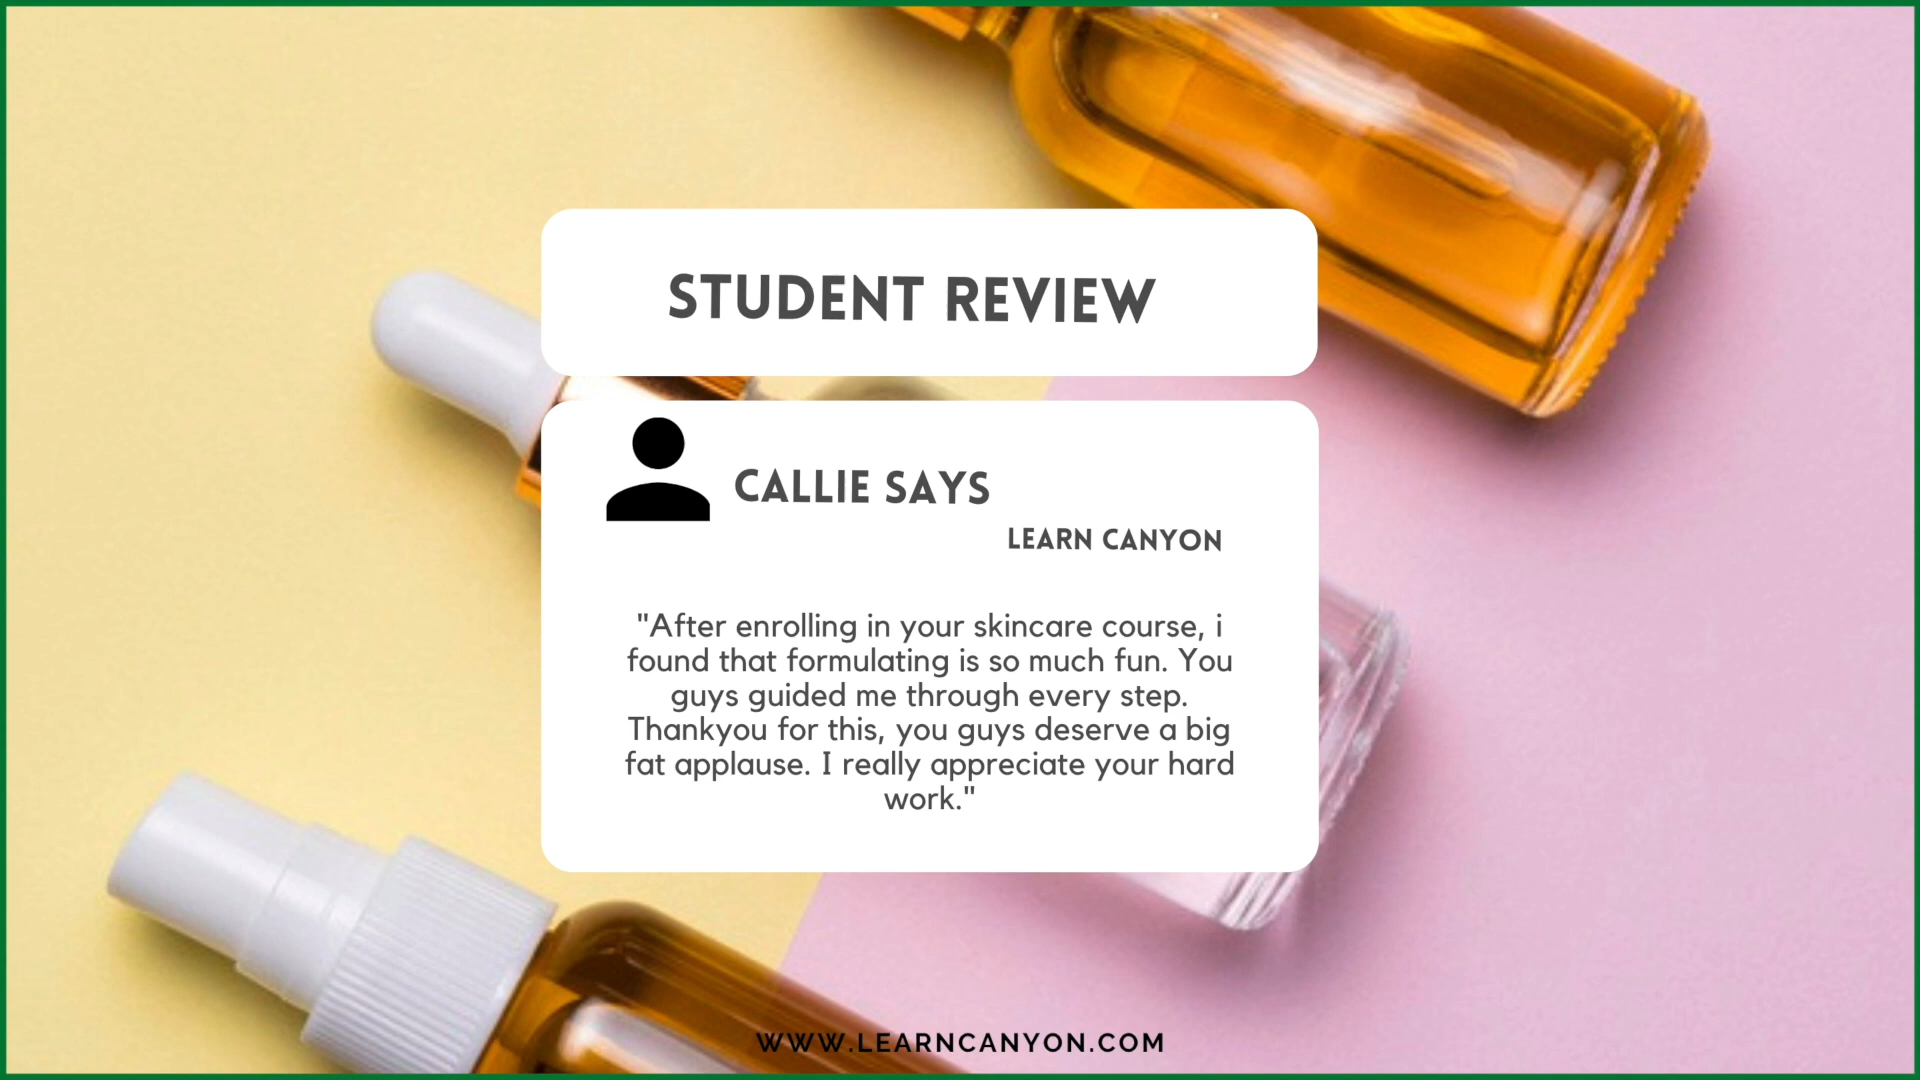 STUDENT REVIEW
CALLIE SAYS
LEARN CANYON
"After enrolling in your skincare course, i
found that formulating is so much fun. You
guys guided me through every step.
Thankyou for this, you guys deserve a big
fat applause. I really appreciate your hard
work."
WWW.LEARNCANYON.COM